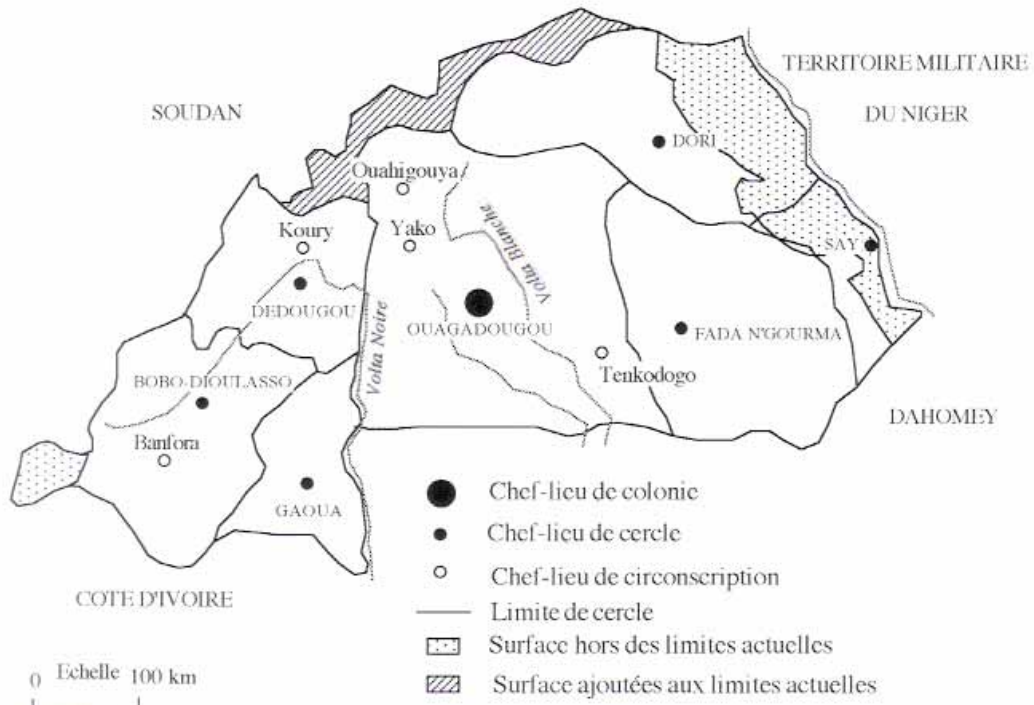 TERRITOIRE MILITAIRE
DU NIGER
SOUDAN
DORI
Ouahigouya
Koury
Yako
Volta Blanche
SAY
DEDOUGOU
OUAGADOUGOU
FADA N'GOURMA
Volta Noire
BOBO-DIOULASSO
Tenkodogo
Banfora
DAHOMEY
GAOUA
COTE D'IVOIRE
Chef-lieu de colonie
Chef-lieu de cercle
Chef-lieu de circonscription
Limite de cercle
Surface hors des limites actuelles
Surface ajoutées aux limites actuelles
0 Echelle 100 km